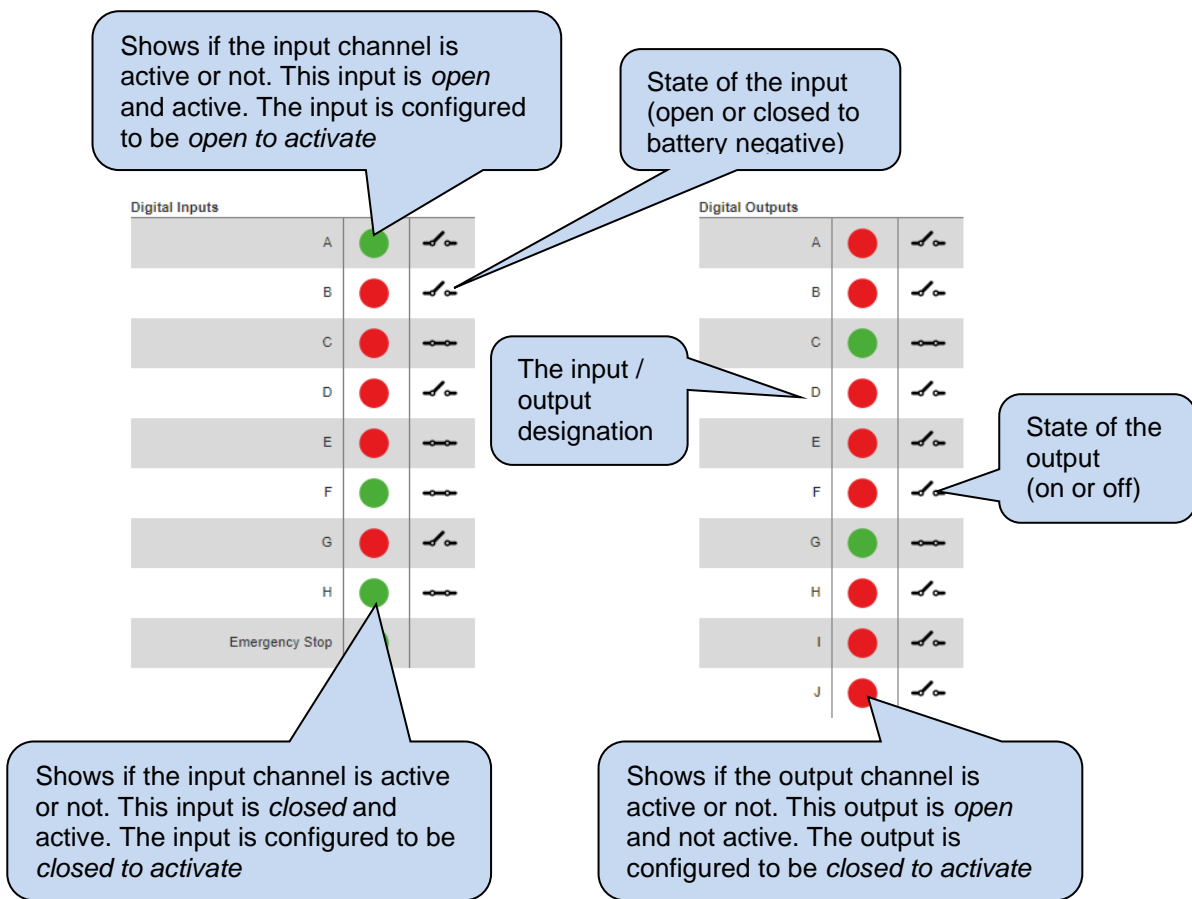 Shows if the input channel is
active or not. This input is open
and active. The input is configured
to be open to activate
State of the input
(open or closed to
battery negative)
Digital Inputs
A
B
C
D
E
F
G
H
Emergency Stop
Digital Outputs
A
B
C
D
E
F
G
H
I
J
The input /
output
designation
State of the
output
(on or off)
Shows if the input channel is active
or not. This input is closed and
active. The input is configured to be
closed to activate
Shows if the output channel is
active or not. This output is open
and not active. The output is
configured to be closed to activate